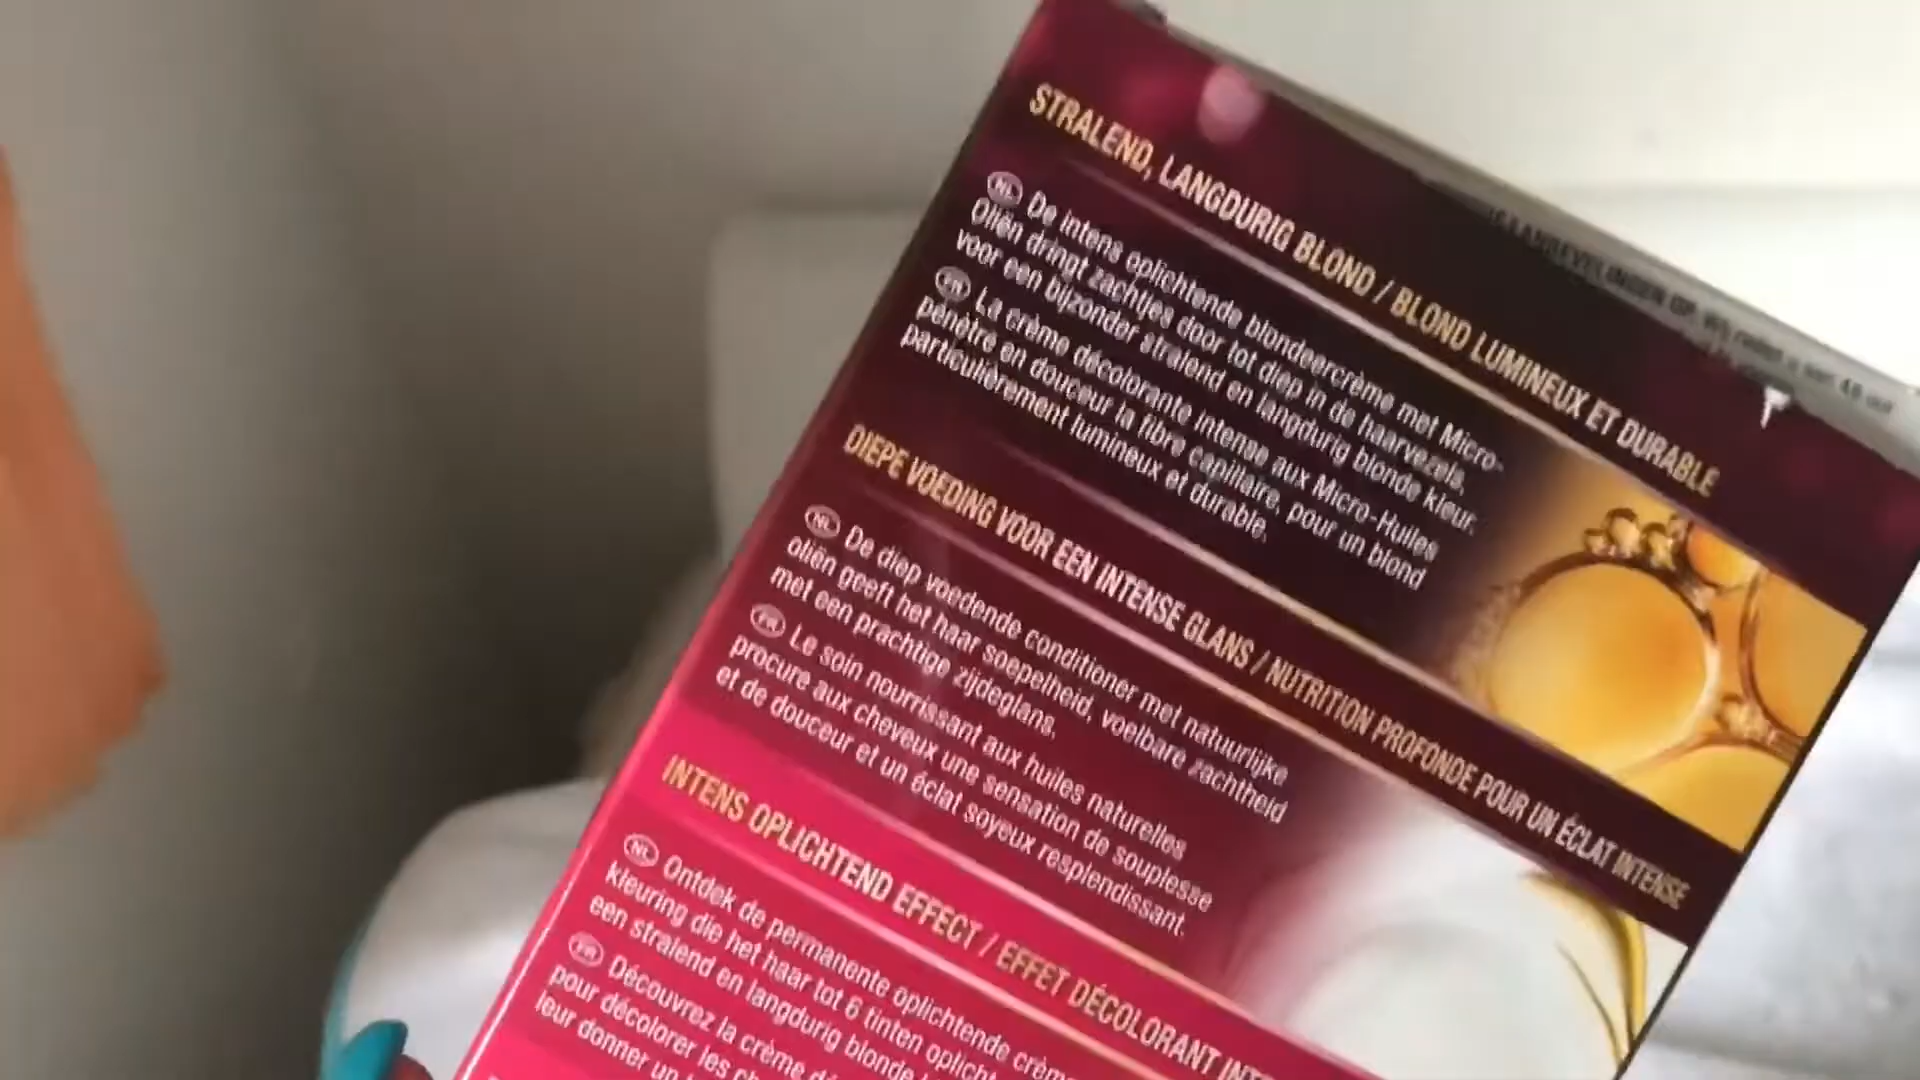 STRALEND, LANGDURIG BLOND / BLOND LUMINEUX ET DURABLE
NL De intens oplichtende blondeercrème met Micro-
Oliën dringt zachtjes door tot diep in de haarvezels,
voor een bijzonder stralend en langdurig blonde kleur.
FR La crème décolorante intense aux Micro-Huiles
pénètre en douceur la fibre capillaire, pour un blond
particulièrement lumineux et durable.
DIEPE VOEDING VOOR EEN INTENSE GLANS / NUTRITION PROFONDE POUR UN ÉCLAT INTENSE
NL De diep voedende conditioner met natuurlijke
oliën geeft het haar soepelheid, voelbare zachtheid
met een prachtige zijdeglans.
FR Le soin nourrissant aux huiles naturelles
procure aux cheveux une sensation de souplesse
et de douceur et un éclat soyeux resplendissant.
INTENS OPLICHTEND EFFECT / EFFET DÉCOLORANT INTE
NL Ontdek de permanente oplichtende crème
kleuring die het haar tot 6 tinten oplicht
een stralend en langdurig blonde
FR Découvrez la crème dé
pour décolorer les ch
leur donner un